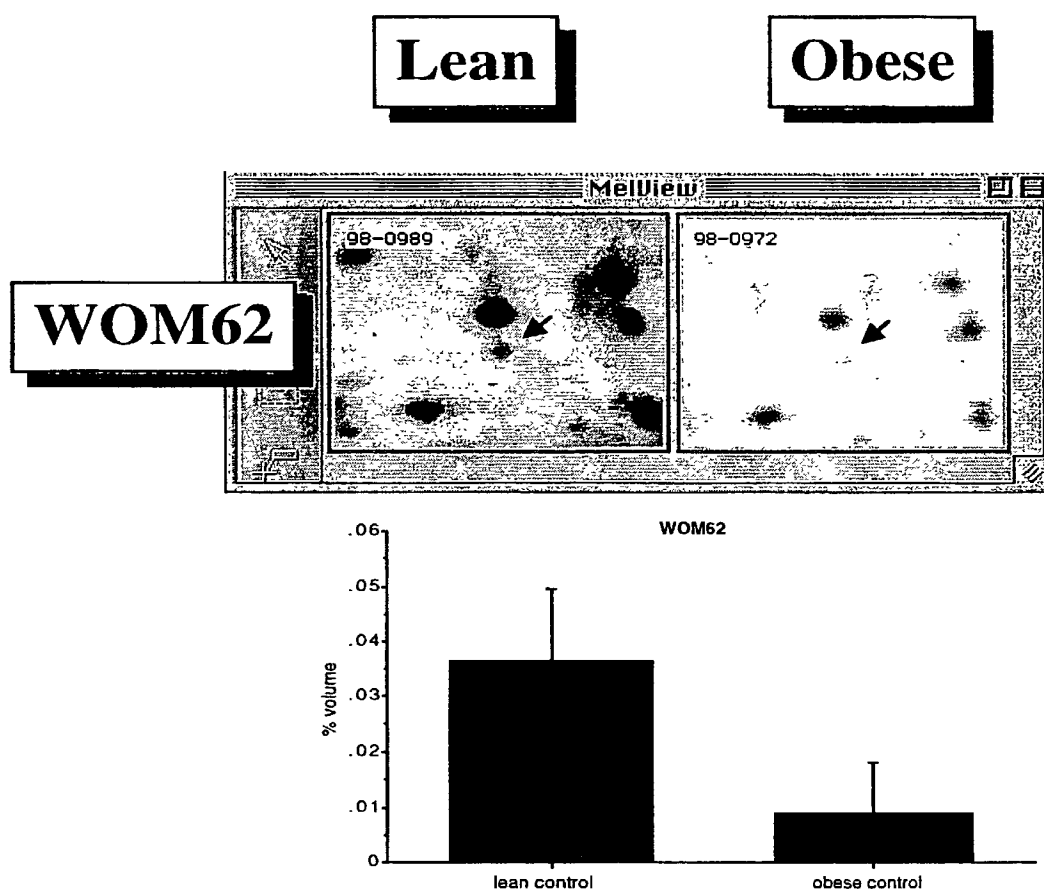 Lean
Obese
MelView
98-0989
98-0972
WOM62
WOM62
.06
.05
.04
.03
.02
.01
0
% volume
lean control
obese control